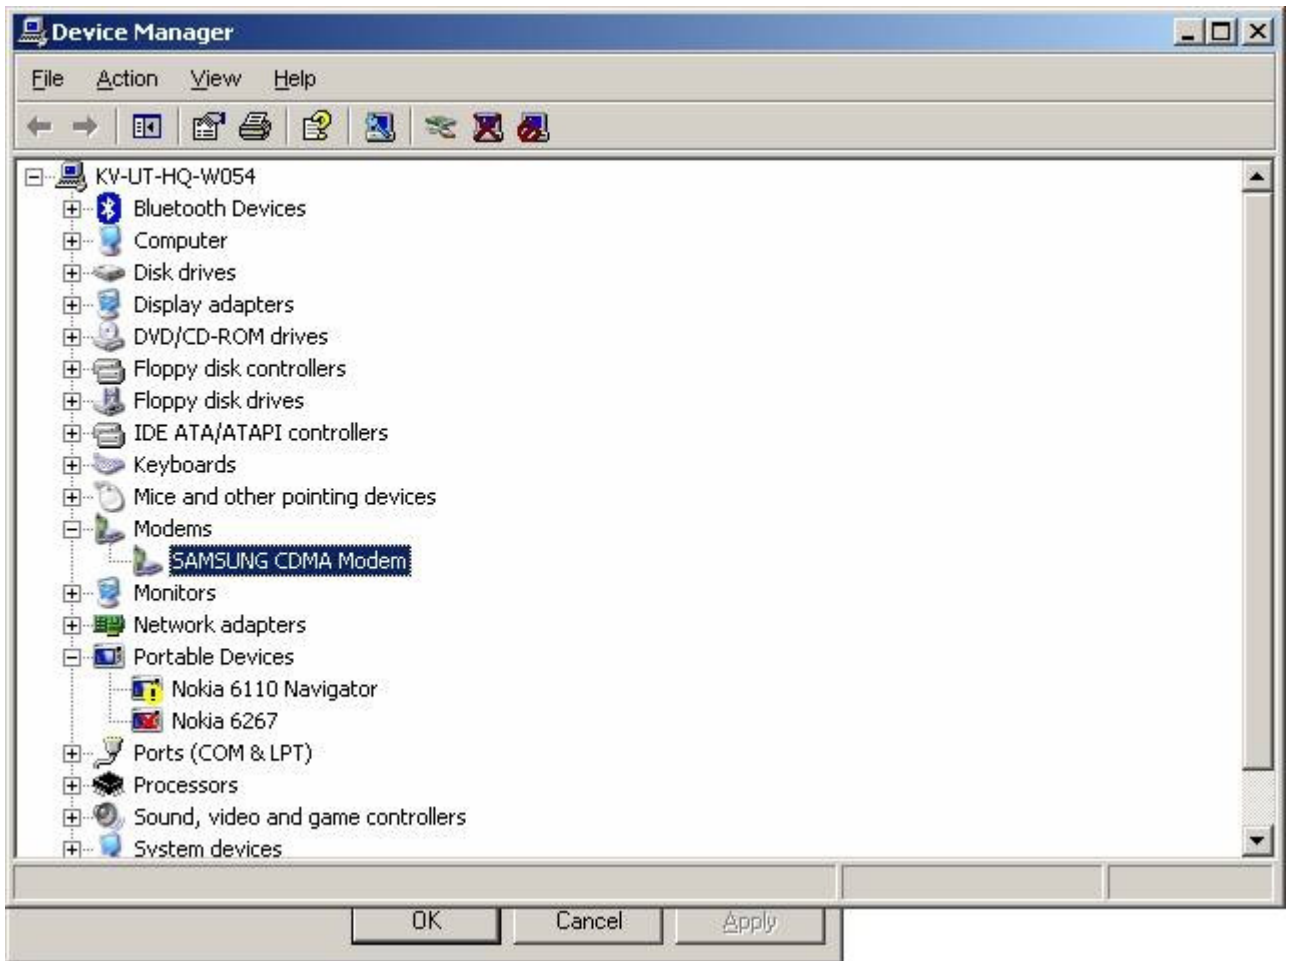 Device Manager
File Action View Help
KV-UT-HQ-W054
Bluetooth Devices
Computer
Disk drives
Display adapters
DVD/CD-ROM drives
Floppy disk controllers
Floppy disk drives
IDE ATA/ATAPI controllers
Keyboards
Mice and other pointing devices
Modems
SAMSUNG CDMA Modem
Monitors
Network adapters
Portable Devices
Nokia 6110 Navigator
Nokia 6267
Ports (COM & LPT)
Processors
Sound, video and game controllers
System devices
OK Cancel Apply